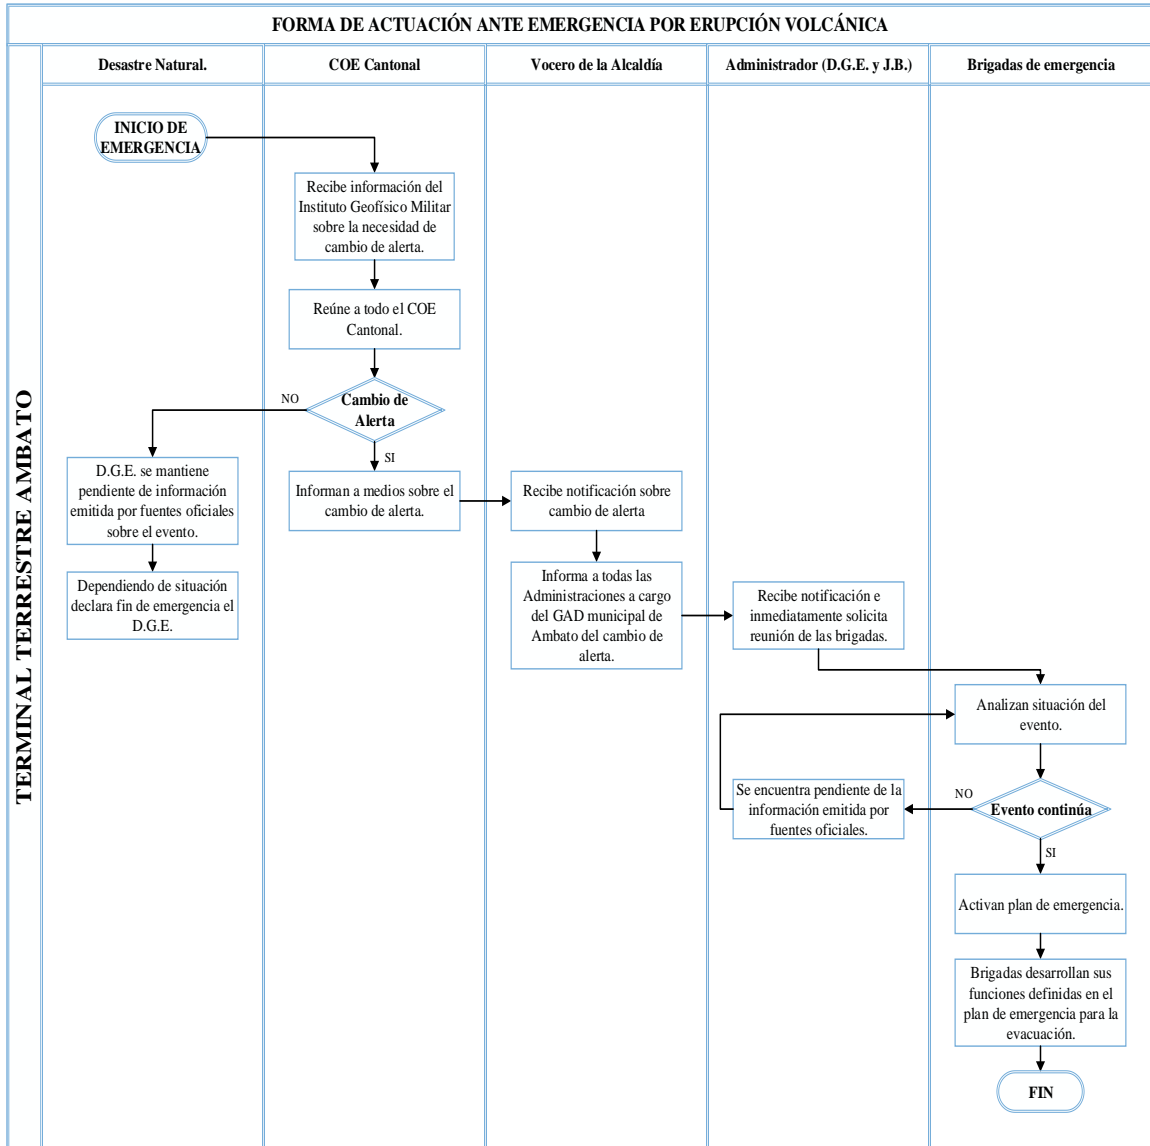 FORMA DE ACTUACIÓN ANTE EMERGENCIA POR ERUPCIÓN VOLCÁNICA
TERMINAL TERRESTRE AMBATO
Desastre Natural.
COE Cantonal
Vocero de la Alcaldía
Administrador (D.G.E. y J.B.)
Brigadas de emergencia
INICIO DE
EMERGENCIA
Recibe información del
Instituto Geofísico Militar
sobre la necesidad de
cambio de alerta.
Reúne a todo el COE
Cantonal.
Cambio de
Alerta
NO
SI
D.G.E. se mantiene
pendiente de información
emitida por fuentes oficiales
sobre el evento.
Dependiendo de situación
declara fin de emergencia el
D.G.E.
Informan a medios sobre el
cambio de alerta.
Recibe notificación sobre
cambio de alerta
Informa a todas las
Administraciones a cargo
del GAD municipal de
Ambato del cambio de
alerta.
Recibe notificación e
inmediatamente solicita
reunión de las brigadas.
Analizan situación del
evento.
Evento continúa
NO
SI
Se encuentra pendiente de la
información emitida por
fuentes oficiales.
Activan plan de emergencia.
Brigadas desarrollan sus
funciones definidas en el
plan de emergencia para la
evacuación.
FIN